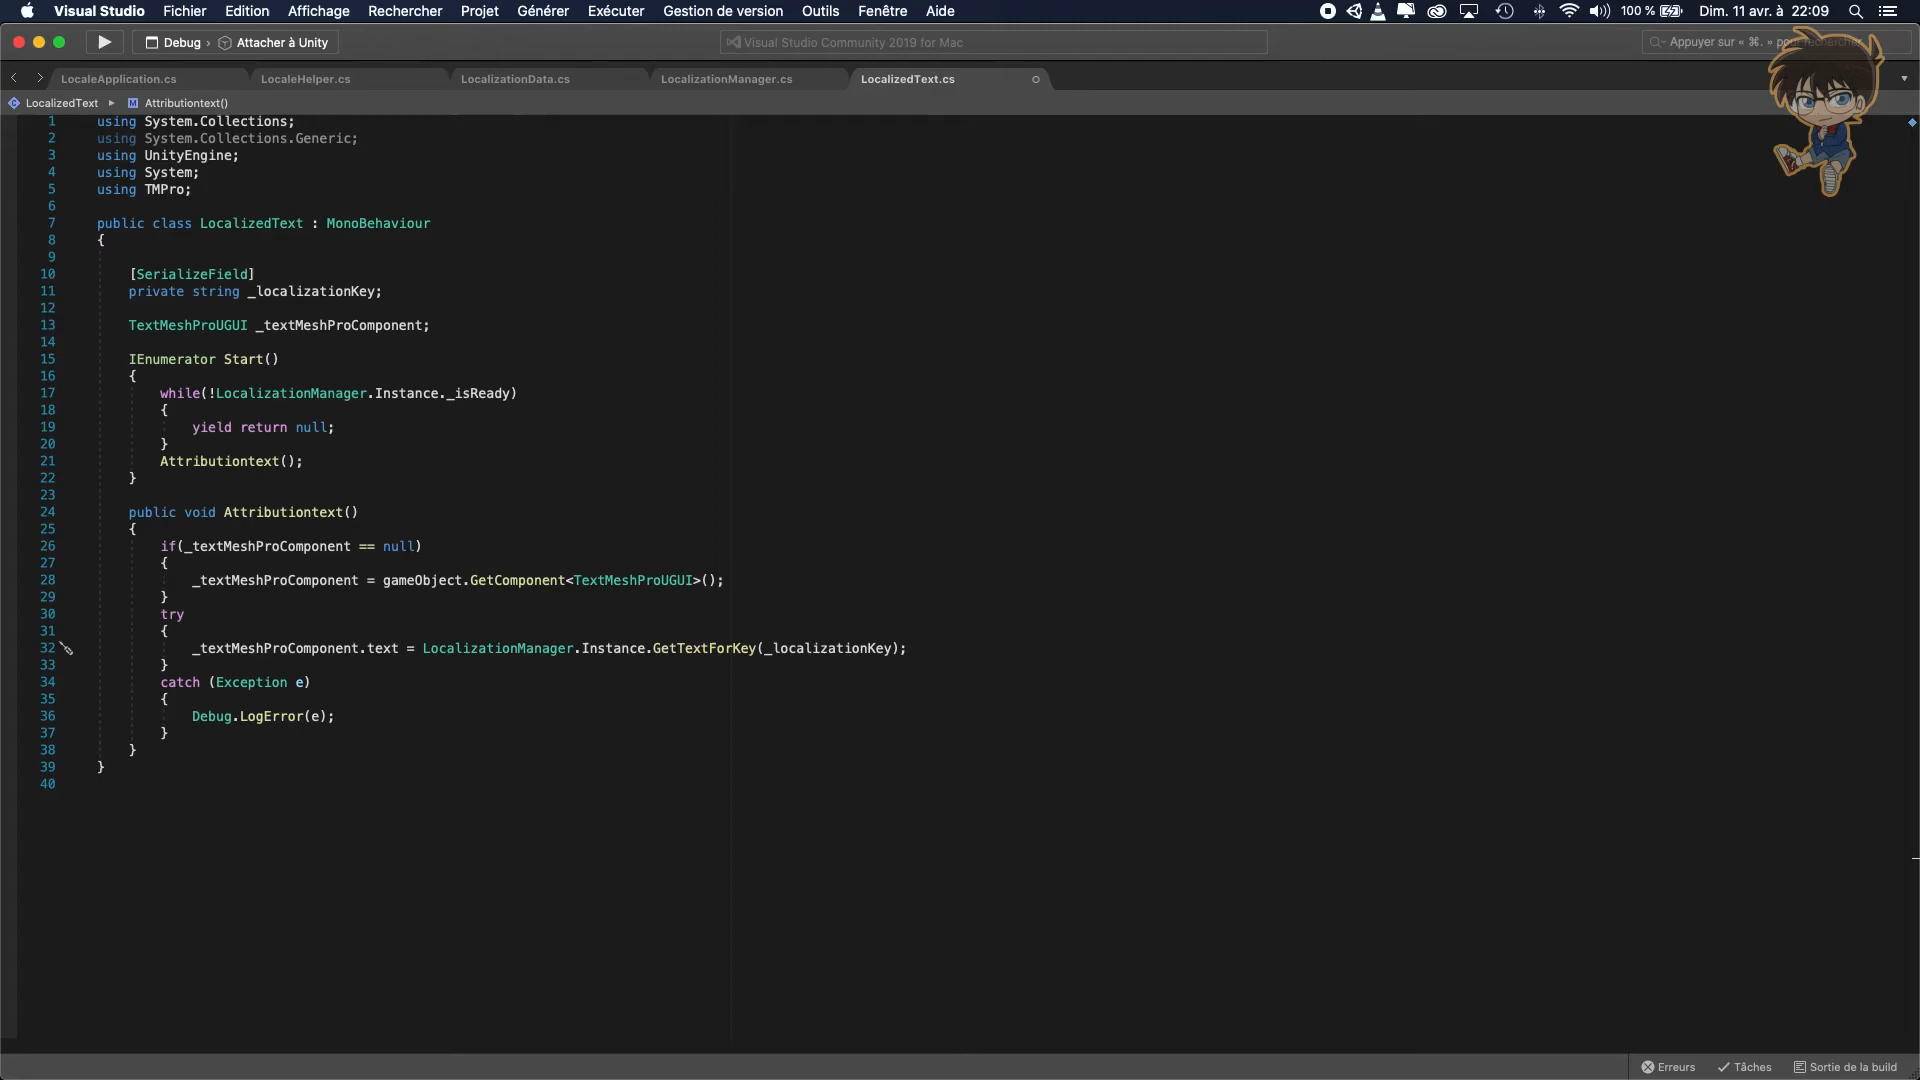 Visual Studio Fichier Edition Affichage Rechercher Projet Générer Exécuter Gestion de version Outils Fenêtre Aide 100 % Dim. 11 avr. à 22:09
Debug › Attacher à Unity Visual Studio Community 2019 for Mac Appuyer sur « ⌘. » pour rechercher
LocaleApplication.cs LocaleHelper.cs LocalizationData.cs LocalizationManager.cs LocalizedText.cs
LocalizedText ▸ M Attributiontext()
1 using System.Collections;
2 using System.Collections.Generic;
3 using UnityEngine;
4 using System;
5 using TMPro;
6
7 public class LocalizedText : MonoBehaviour
8 {
9
10 [SerializeField]
11 private string _localizationKey;
12
13 TextMeshProUGUI _textMeshProComponent;
14
15 IEnumerator Start()
16 {
17 while(!LocalizationManager.Instance._isReady)
18 {
19 yield return null;
20 }
21 Attributiontext();
22 }
23
24 public void Attributiontext()
25 {
26 if(_textMeshProComponent == null)
27 {
28 _textMeshProComponent = gameObject.GetComponent<TextMeshProUGUI>();
29 }
30 try
31 {
32 _textMeshProComponent.text = LocalizationManager.Instance.GetTextForKey(_localizationKey);
33 }
34 catch (Exception e)
35 {
36 Debug.LogError(e);
37 }
38 }
39 }
40
Erreurs Tâches Sortie de la build